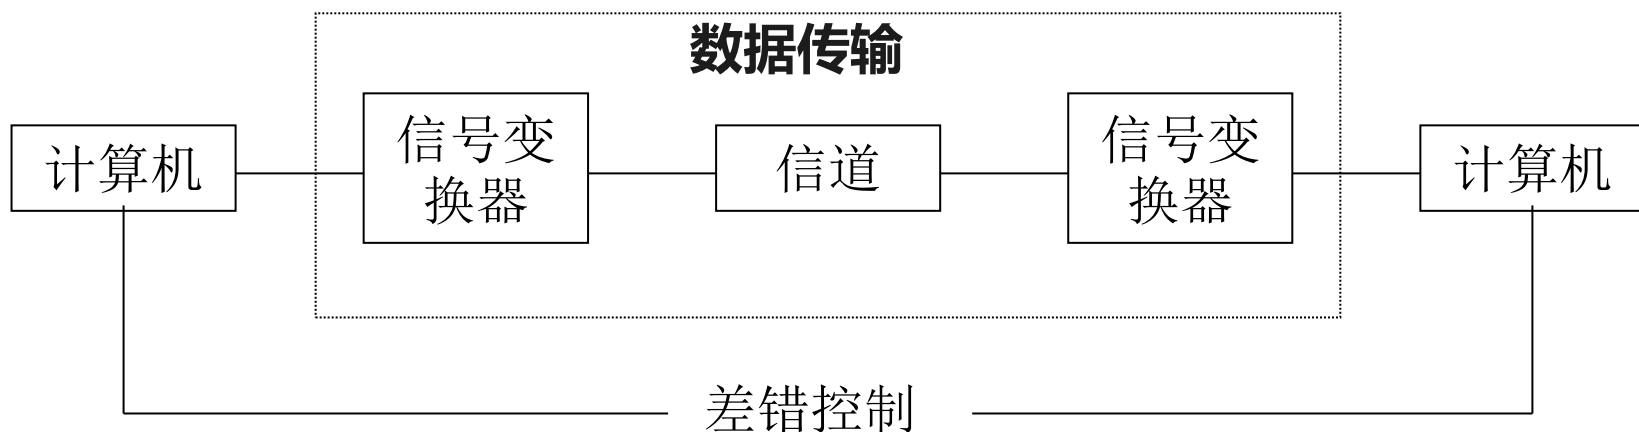 数据传输
计算机
信号变
换器
信道
信号变
换器
计算机
差错控制